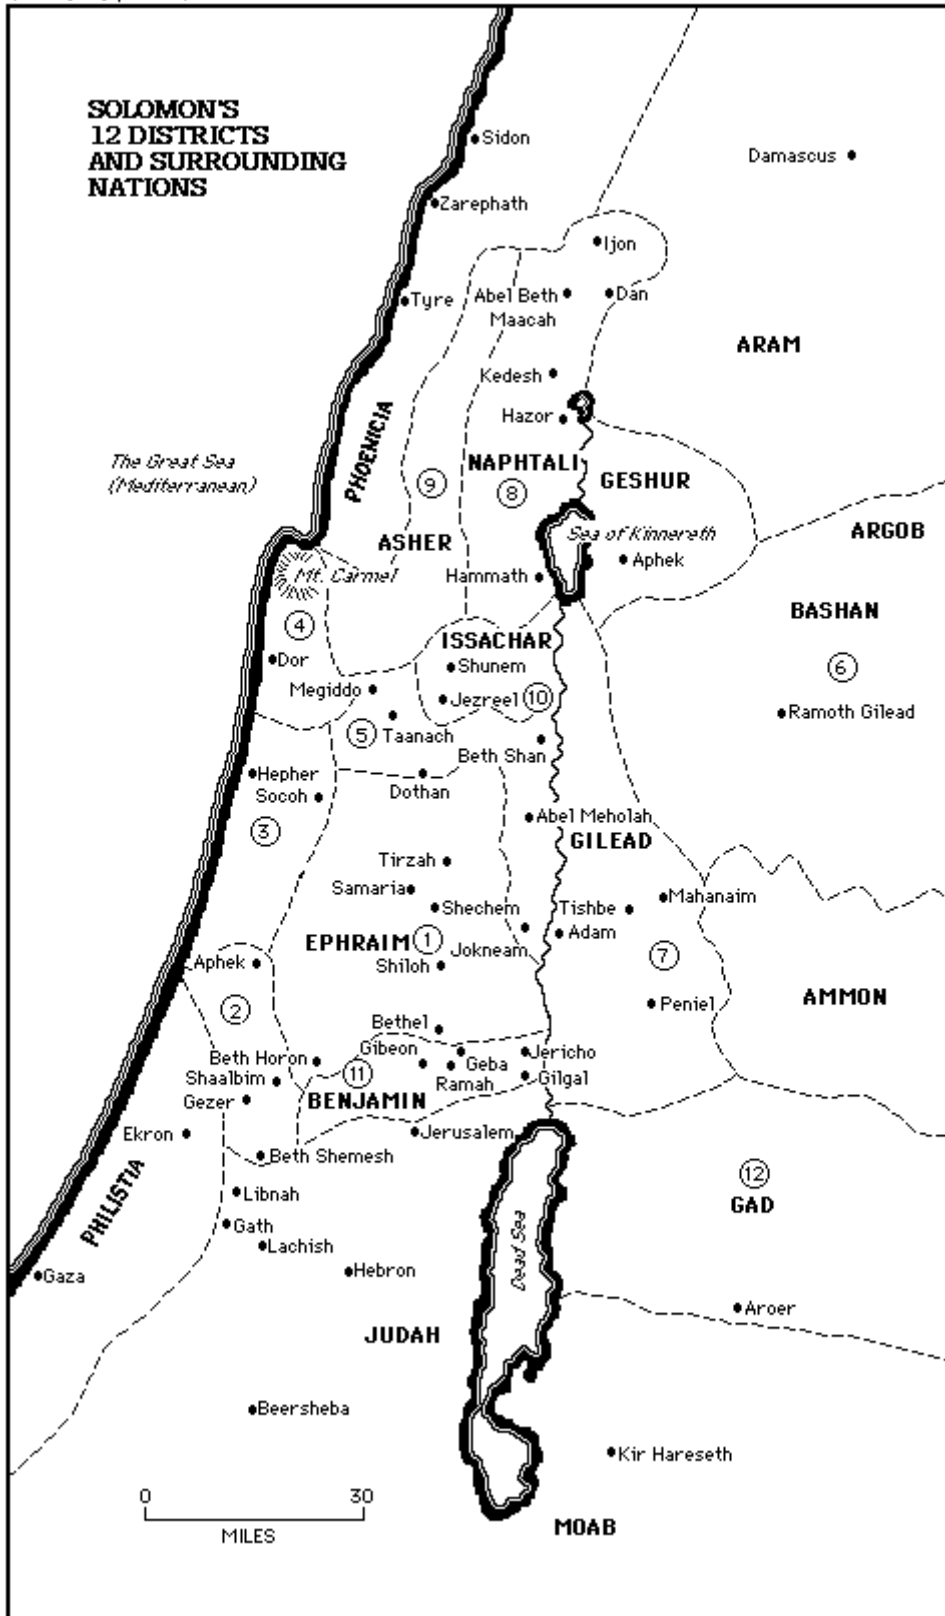 SOLOMON'S
12 DISTRICTS
AND SURROUNDING
NATIONS
Sidon
Damascus
Zarephath
Ijon
Tyre
Abel Beth
Maacah
Dan
ARAM
Kedesh
Hazor
PHOENICIA
The Great Sea
(Mediterranean)
NAPHTALI
9
8
GESHUR
ASHER
Sea of Kinnereth
ARGOB
Aphek
Mt. Carmel
Hammath
BASHAN
4
ISSACHAR
Dor
Shunem
6
Megiddo
Jezreel
10
Ramoth Gilead
5
Taanach
Beth Shan
Hepher
Dothan
Socoh
3
Abel Meholah
GILEAD
Tirzah
Samaria
Mahanaim
Shechem
Tishbe
Adam
EPHRAIM
1
Jokneam
7
Aphek
Shiloh
AMMON
2
Peniel
Bethel
Gibeon
Jericho
Beth Horon
Geba
11
Ramah
Gilgal
Shaalbim
Gezer
BENJAMIN
Ekron
Jerusalem
Beth Shemesh
12
PHILISTIA
Libnah
GAD
Gath
Lachish
Dead Sea
Gaza
Hebron
Aroer
JUDAH
Beersheba
Kir Hareseth
0
30
MILES
MOAB